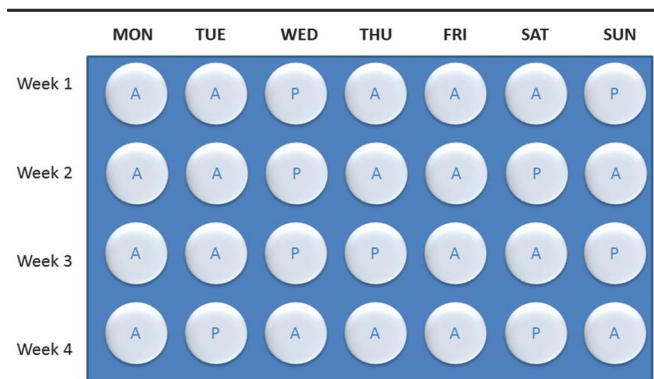 MON TUE WED THU FRI SAT SUN
Week 1 A A P A A A P
Week 2 A A P A A P A
Week 3 A A P P A A P
Week 4 A P A A A P A